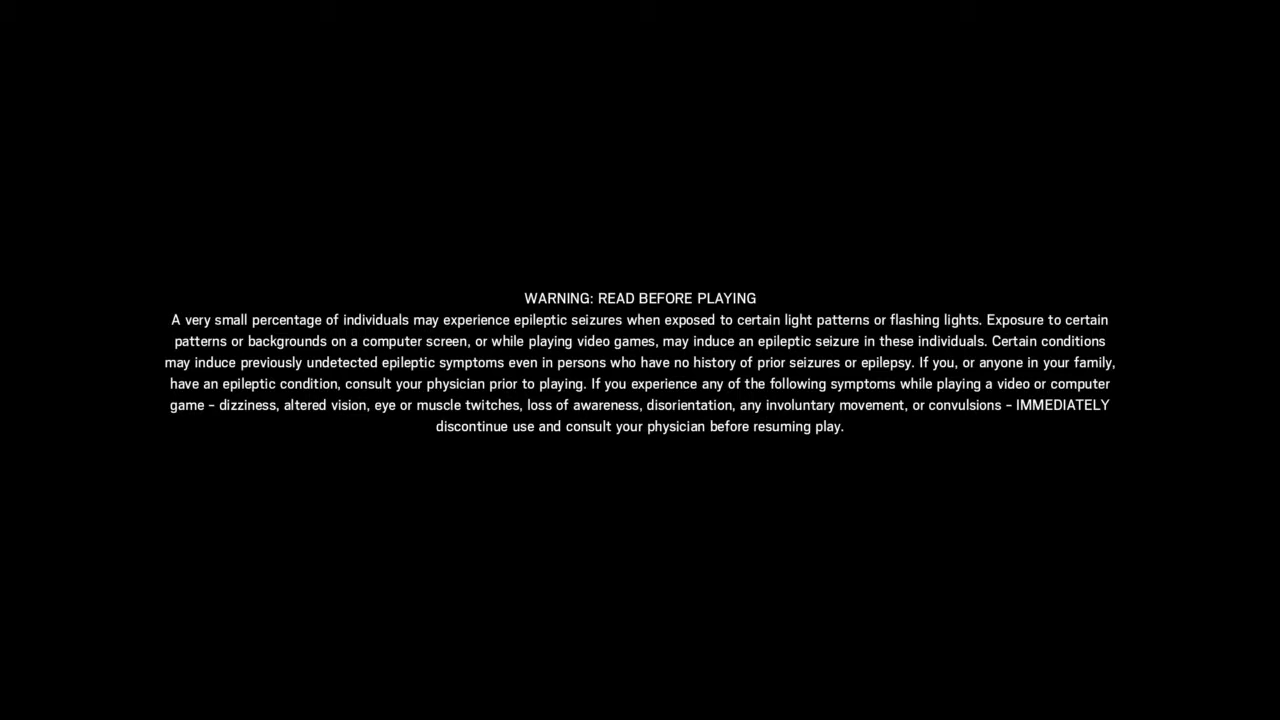 WARNING: READ BEFORE PLAYING
A very small percentage of individuals may experience epileptic seizures when exposed to certain light patterns or flashing lights. Exposure to certain
patterns or backgrounds on a computer screen, or while playing video games, may induce an epileptic seizure in these individuals. Certain conditions
may induce previously undetected epileptic symptoms even in persons who have no history of prior seizures or epilepsy. If you, or anyone in your family,
have an epileptic condition, consult your physician prior to playing. If you experience any of the following symptoms while playing a video or computer
game – dizziness, altered vision, eye or muscle twitches, loss of awareness, disorientation, any involuntary movement, or convulsions – IMMEDIATELY
discontinue use and consult your physician before resuming play.